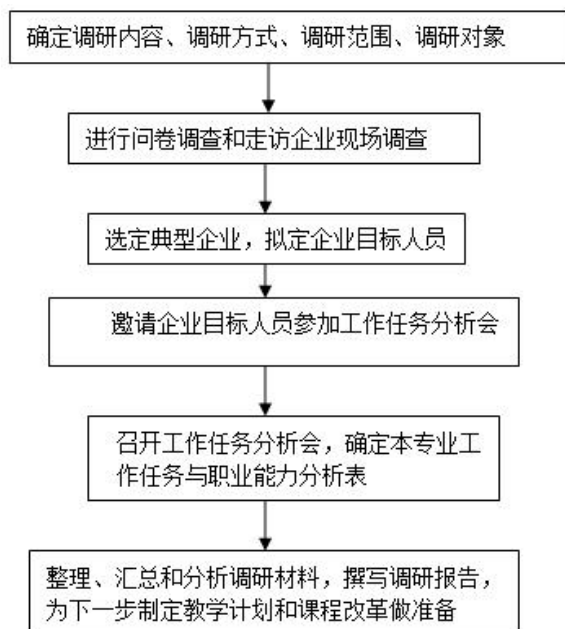 确定调研内容、调研方式、调研范围、调研对象
进行问卷调查和走访企业现场调查
选定典型企业，拟定企业目标人员
邀请企业目标人员参加工作任务分析会
召开工作任务分析会，确定本专业工
作任务与职业能力分析表
整理、汇总和分析调研材料，撰写调研报告，
为下一步制定教学计划和课程改革做准备